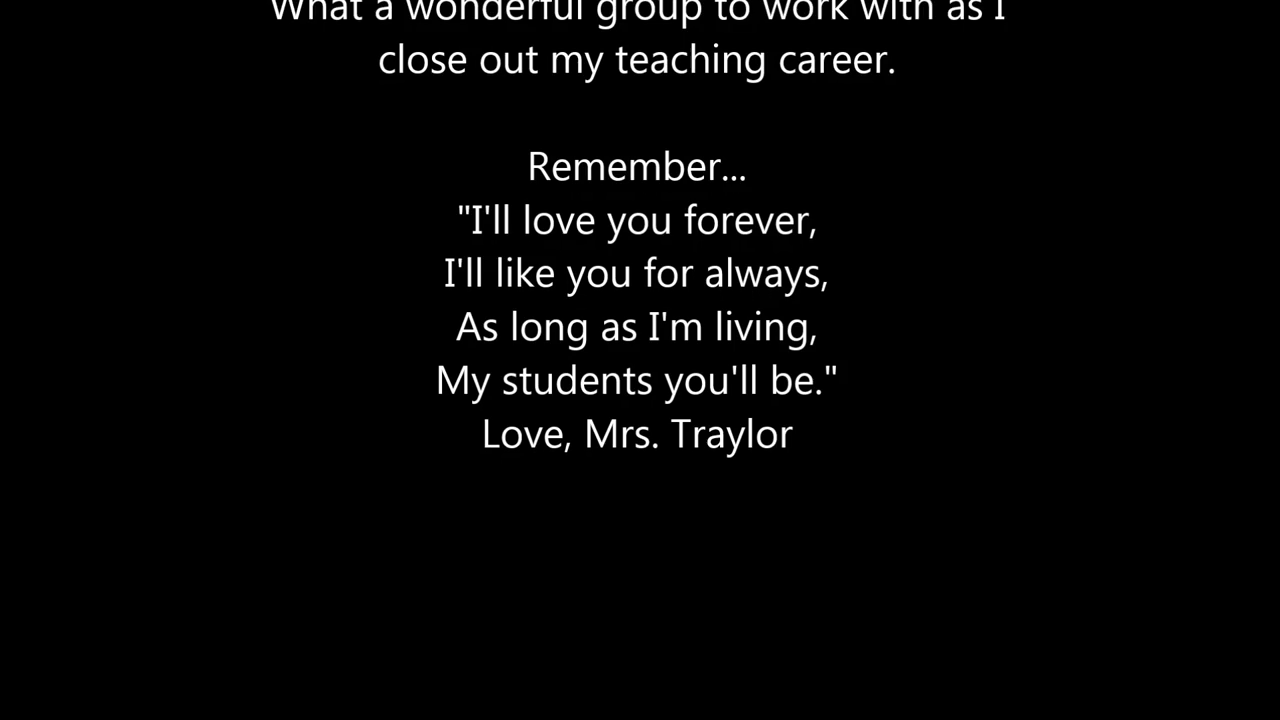 What a wonderful group to work with as I
close out my teaching career.
Remember...
"I'll love you forever,
I'll like you for always,
As long as I'm living,
My students you'll be."
Love, Mrs. Traylor